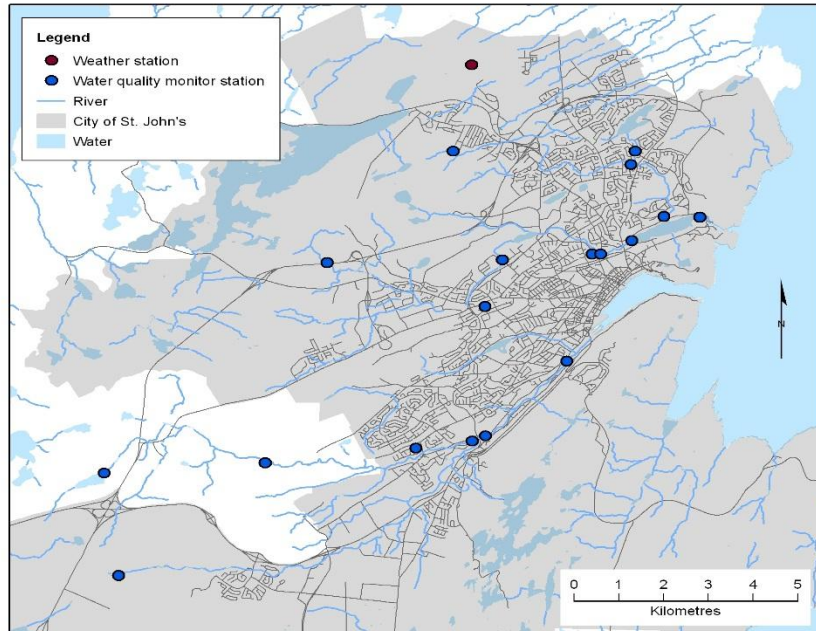 Legend
Weather station
Water quality monitor station
River
City of St. John's
Water
N
0 1 2 3 4 5
Kilometres